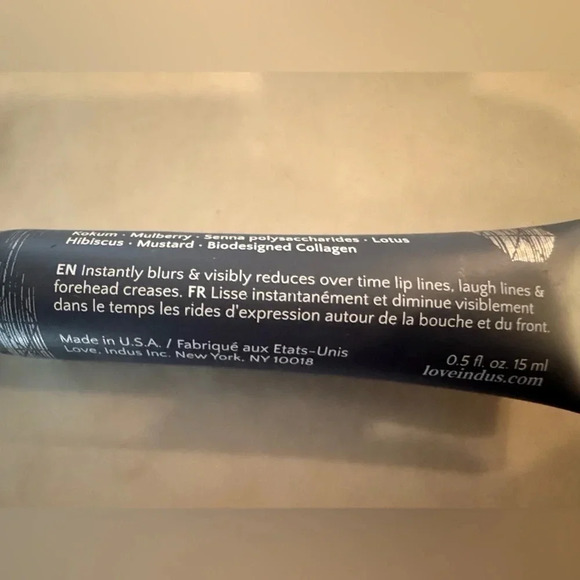 Kokum • Mulberry • Senna polysaccharides • Lotus
Hibiscus • Mustard • Biodesigned Collagen
EN Instantly blurs & visibly reduces over time lip lines, laugh lines &
forehead creases. FR Lisse instantanément et diminue visiblement
dans le temps les rides d'expression autour de la bouche et du front.
Made in U.S.A. / Fabriqué aux Etats-Unis
Love, Indus Inc. New York, NY 10018
0.5 fl. oz. 15 ml
loveindus.com